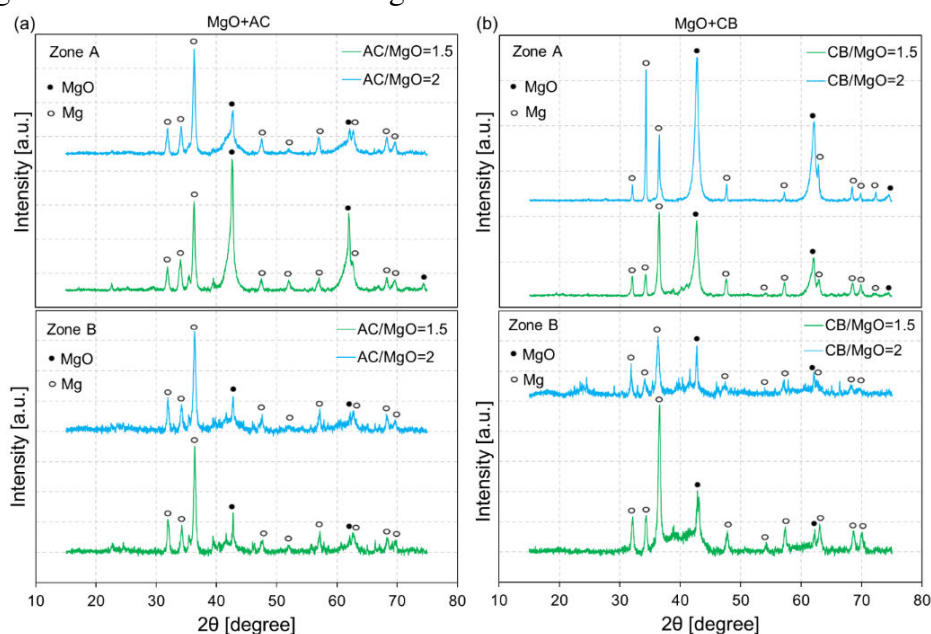 (a)
MgO+AC
Zone A
MgO
Mg
AC/MgO=1.5
AC/MgO=2
Intensity [a.u.]
Zone B
MgO
Mg
AC/MgO=1.5
AC/MgO=2
Intensity [a.u.]
10 20 30 40 50 60 70 80
2θ [degree]
(b)
MgO+CB
Zone A
MgO
Mg
CB/MgO=1.5
CB/MgO=2
Intensity [a.u.]
Zone B
MgO
Mg
CB/MgO=1.5
CB/MgO=2
Intensity [a.u.]
10 20 30 40 50 60 70 80
2θ [degree]